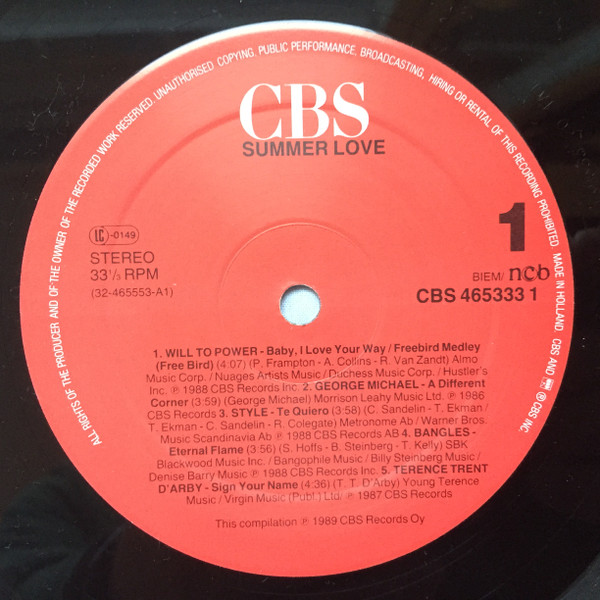 ALL RIGHTS OF THE PRODUCER AND OF THE OWNER OF THE RECORDED WORK RESERVED. UNAUTHORISED COPYING, PUBLIC PERFORMANCE, BROADCASTING, HIRING OR RENTAL OF THIS RECORDING PROHIBITED. MADE IN HOLLAND. CBS AND ® CBS INC.
CBS
SUMMER LOVE
LC-0149
STEREO
33⅓ RPM
(32-465553-A1)
1
BIEM/ncb
CBS 465333 1
1. WILL TO POWER - Baby, I Love Your Way / Freebird Medley
(Free Bird) (4:07) (P. Frampton - A. Collins - R. Van Zandt) Almo
Music Corp. / Nuages Artists Music / Duchess Music Corp. / Hustler's
Inc. ℗ 1988 CBS Records Inc. 2. GEORGE MICHAEL - A Different
Corner (3:59) (George Michael) Morrison Leahy Music Ltd. ℗ 1986
CBS Records 3. STYLE - Te Quiero (3:58) (C. Sandelin - T. Ekman /
T. Ekman - C. Sandelin - R. Colegate) Metronome Ab / Warner Bros.
Music Scandinavia Ab ℗ 1988 CBS Records AB 4. BANGLES -
Eternal Flame (3:56) (S. Hoffs - B. Steinberg - T. Kelly) SBK
Blackwood Music Inc. / Bangophile Music / Billy Steinberg Music /
Denise Barry Music ℗ 1988 CBS Records Inc. 5. TERENCE TRENT
D'ARBY - Sign Your Name (4:36) (T. T. D'Arby) Young Terence
Music / Virgin Music (Publ.) Ltd ℗ 1987 CBS Records
This compilation ℗ 1989 CBS Records Oy